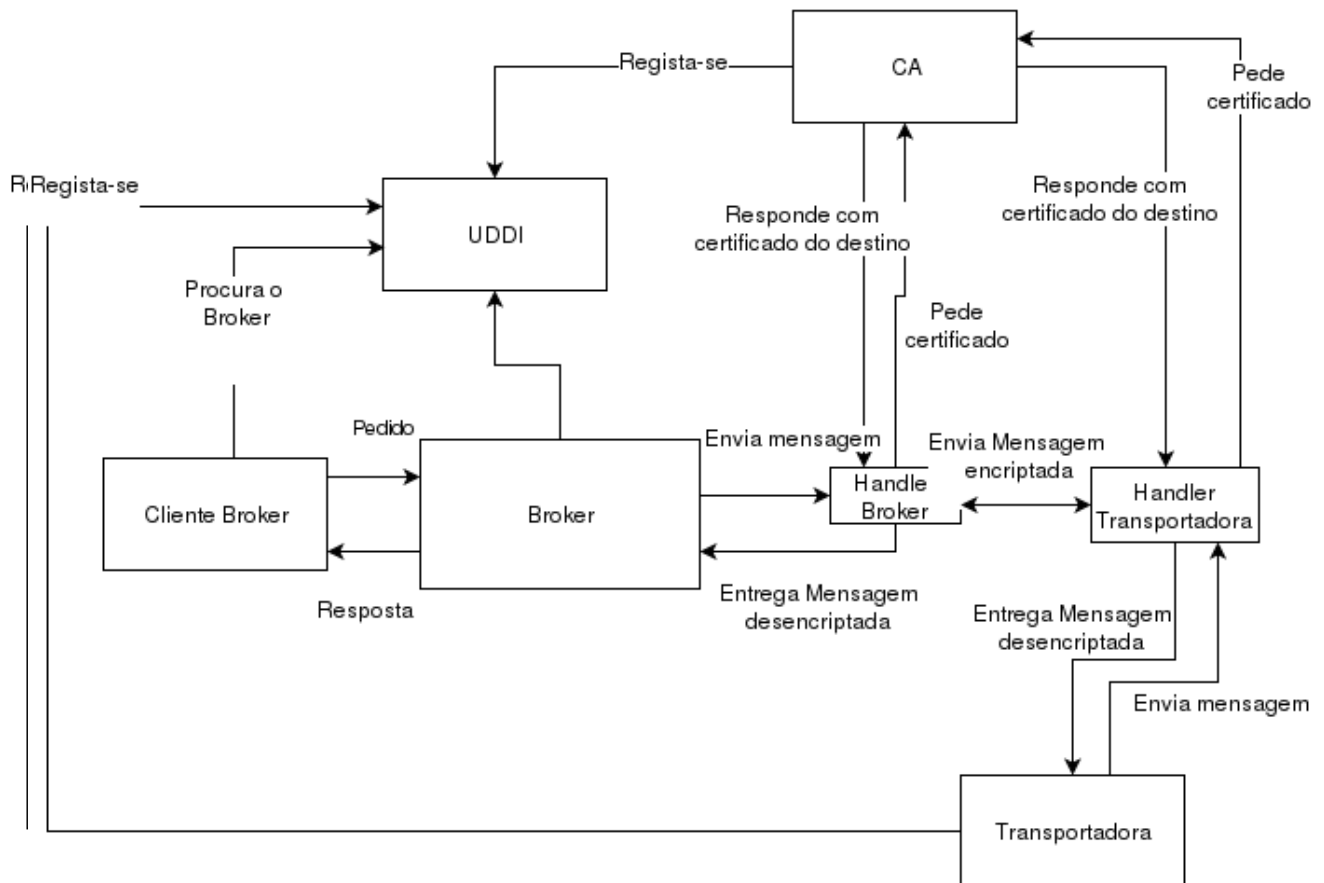 CA
Regista-se
Pede
certificado
Regista-se
UDDI
Responde com
certificado do destino
Responde com
certificado do destino
Procura o
Broker
Pede
certificado
Pedido
Envia mensagem
Envia Mensagem
encriptada
Cliente Broker
Broker
Handle
Broker
Handler
Transportadora
Resposta
Entrega Mensagem
desencriptada
Entrega Mensagem
desencriptada
Envia mensagem
Transportadora